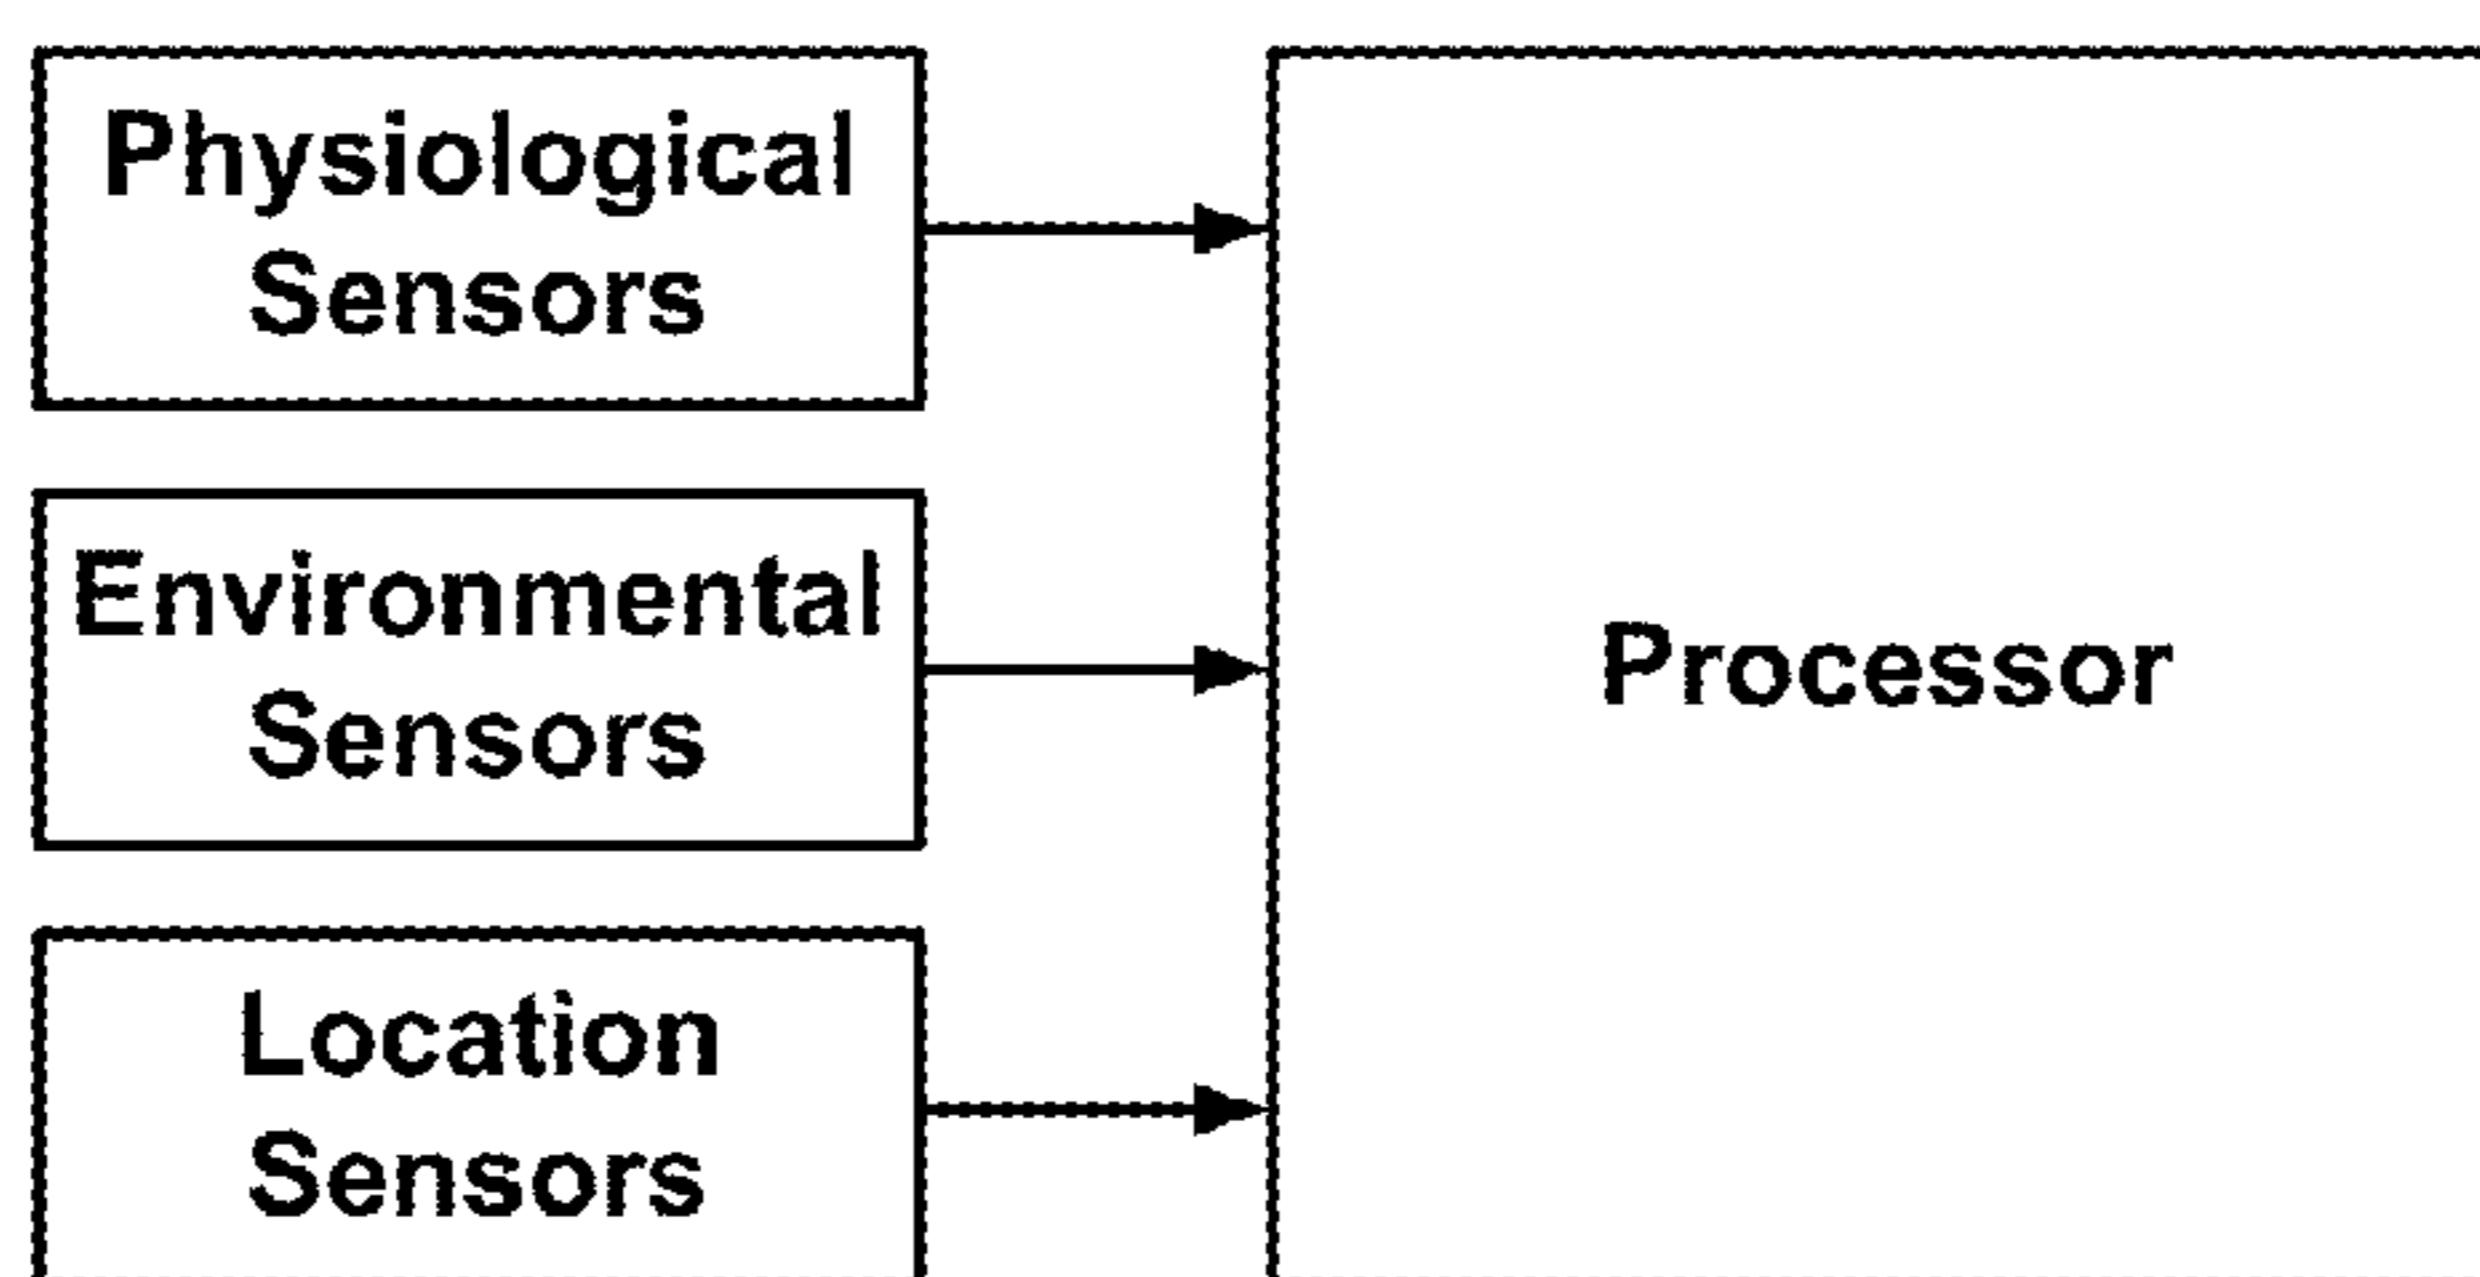 Physiological
Sensors
Environmental
Sensors
Processor
Location
Sensors